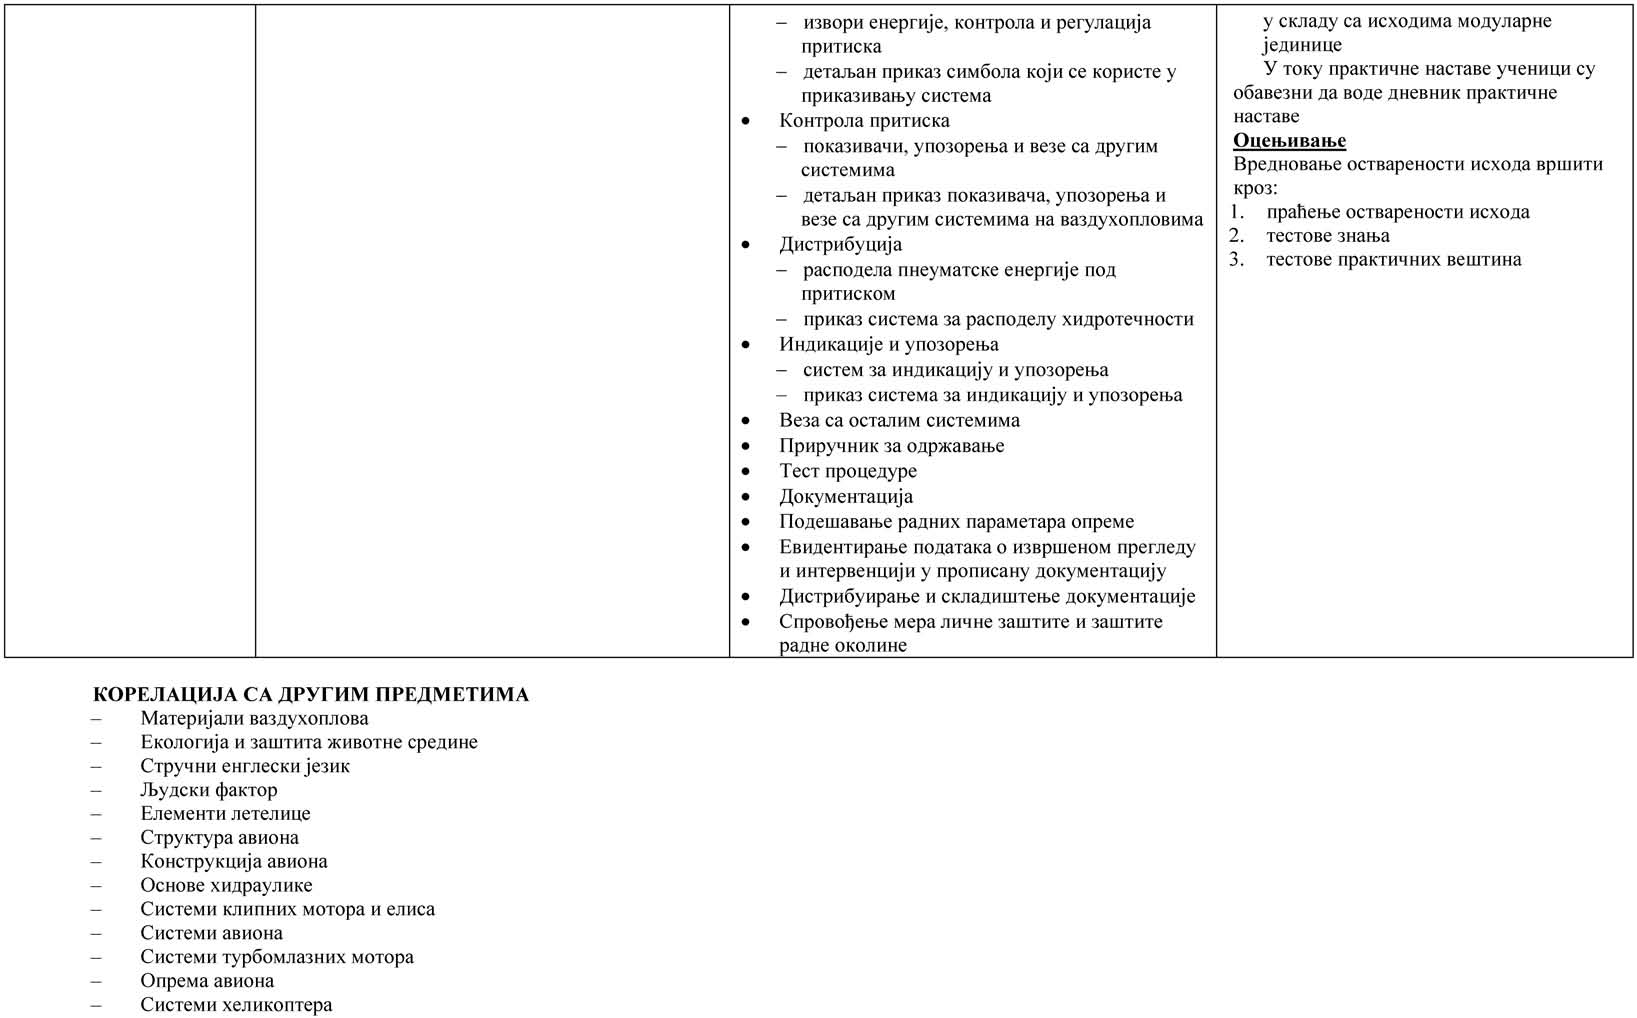 – извори енергије, контрола и регулација
притиска
– детаљан приказ симбола који се користе у
приказивању система
• Контрола притиска
– показивачи, упозорења и везе са другим
системима
– детаљан приказ показивача, упозорења и
везе са другим системима на ваздухопловима
• Дистрибуција
– расподела пнеуматске енергије под
притиском
– приказ система за расподелу хидротечности
• Индикације и упозорења
– систем за индикацију и упозорења
– приказ система за индикацију и упозорења
• Веза са осталим системима
• Приручник за одржавање
• Тест процедуре
• Документација
• Подешавање радних параметара опреме
• Евидентирање података о извршеном прегледу
и интервенцији у прописану документацију
• Дистрибуирање и складиштење документације
• Спровођење мера личне заштите и заштите
радне околине
у складу са исходима модуларне
јединице
У току практичне наставе ученици су
обавезни да воде дневник практичне
наставе
Оцењивање
Вредновање остварености исхода вршити
кроз:
1. праћење остварености исхода
2. тестове знања
3. тестове практичних вештина
КОРЕЛАЦИЈА СА ДРУГИМ ПРЕДМЕТИМА
– Материјали ваздухоплова
– Екологија и заштита животне средине
– Стручни енглески језик
– Људски фактор
– Елементи летелице
– Структура авиона
– Конструкција авиона
– Основе хидраулике
– Системи клипних мотора и елиса
– Системи авиона
– Системи турбомлазних мотора
– Опрема авиона
– Системи хеликоптера